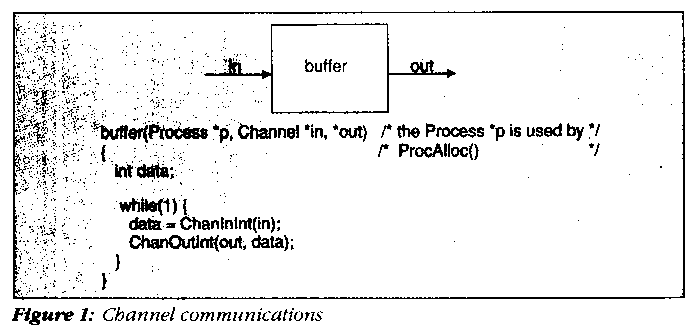 in buffer out
buffer(Process *p, Channel *in, *out) /* the Process *p is used by */
{ /* ProcAlloc() */
int data;
while(1) {
data = ChanInInt(in);
ChanOutInt(out, data);
}
}
Figure 1: Channel communications